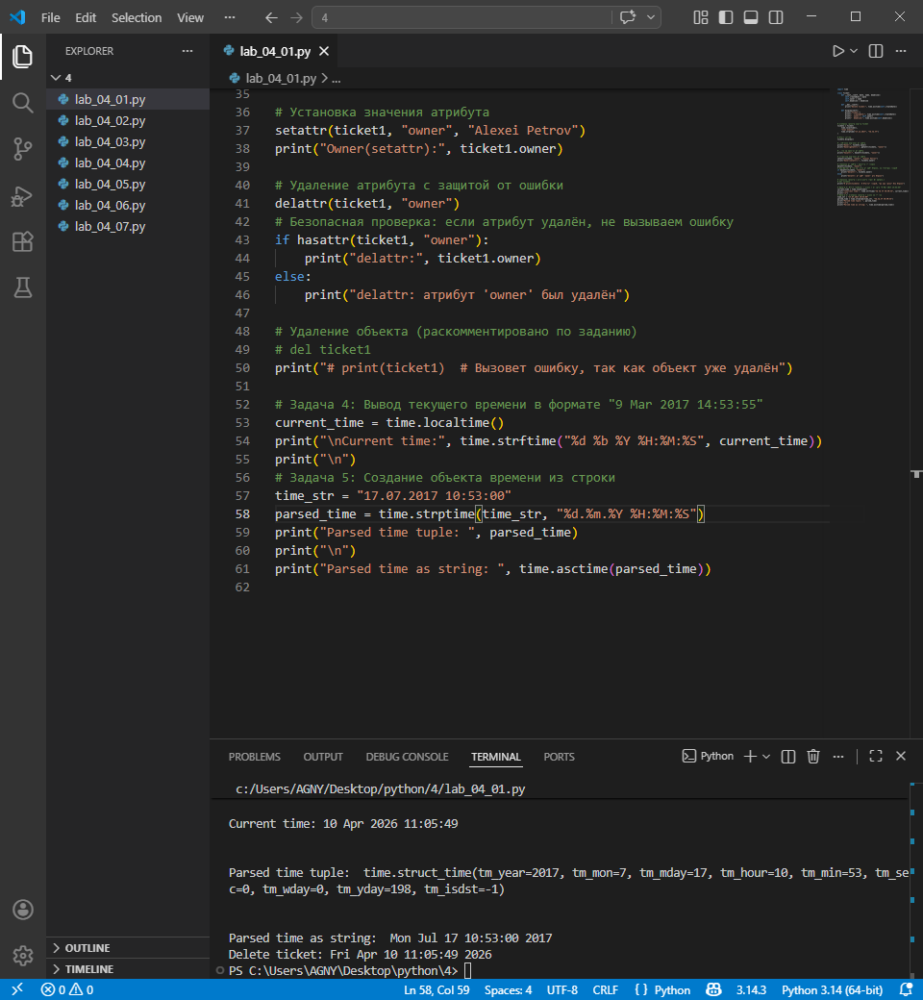 File Edit Selection View ··· 4
EXPLORER ···
4
lab_04_01.py
lab_04_02.py
lab_04_03.py
lab_04_04.py
lab_04_05.py
lab_04_06.py
lab_04_07.py
OUTLINE
TIMELINE
lab_04_01.py
lab_04_01.py > ...
35
36 # Установка значения атрибута
37 setattr(ticket1, "owner", "Alexei Petrov")
38 print("Owner(setattr):", ticket1.owner)
39
40 # Удаление атрибута с защитой от ошибки
41 delattr(ticket1, "owner")
42 # Безопасная проверка: если атрибут удалён, не вызываем ошибку
43 if hasattr(ticket1, "owner"):
44     print("delattr:", ticket1.owner)
45 else:
46     print("delattr: атрибут 'owner' был удалён")
47
48 # Удаление объекта (раскомментировано по заданию)
49 # del ticket1
50 print("# print(ticket1)  # Вызовет ошибку, так как объект уже удалён")
51
52 # Задача 4: Вывод текущего времени в формате "9 Mar 2017 14:53:55"
53 current_time = time.localtime()
54 print("\nCurrent time:", time.strftime("%d %b %Y %H:%M:%S", current_time))
55 print("\n")
56 # Задача 5: Создание объекта времени из строки
57 time_str = "17.07.2017 10:53:00"
58 parsed_time = time.strptime(time_str, "%d.%m.%Y %H:%M:%S")
59 print("Parsed time tuple: ", parsed_time)
60 print("\n")
61 print("Parsed time as string: ", time.asctime(parsed_time))
62
PROBLEMS OUTPUT DEBUG CONSOLE TERMINAL PORTS Python
c:/Users/AGNY/Desktop/python/4/lab_04_01.py
Current time: 10 Apr 2026 11:05:49
Parsed time tuple:  time.struct_time(tm_year=2017, tm_mon=7, tm_mday=17, tm_hour=10, tm_min=53, tm_se
c=0, tm_wday=0, tm_yday=198, tm_isdst=-1)
Parsed time as string:  Mon Jul 17 10:53:00 2017
Delete ticket: Fri Apr 10 11:05:49 2026
PS C:\Users\AGNY\Desktop\python\4>
0 0 Ln 58, Col 59 Spaces: 4 UTF-8 CRLF { } Python 3.14.3 Python 3.14 (64-bit)